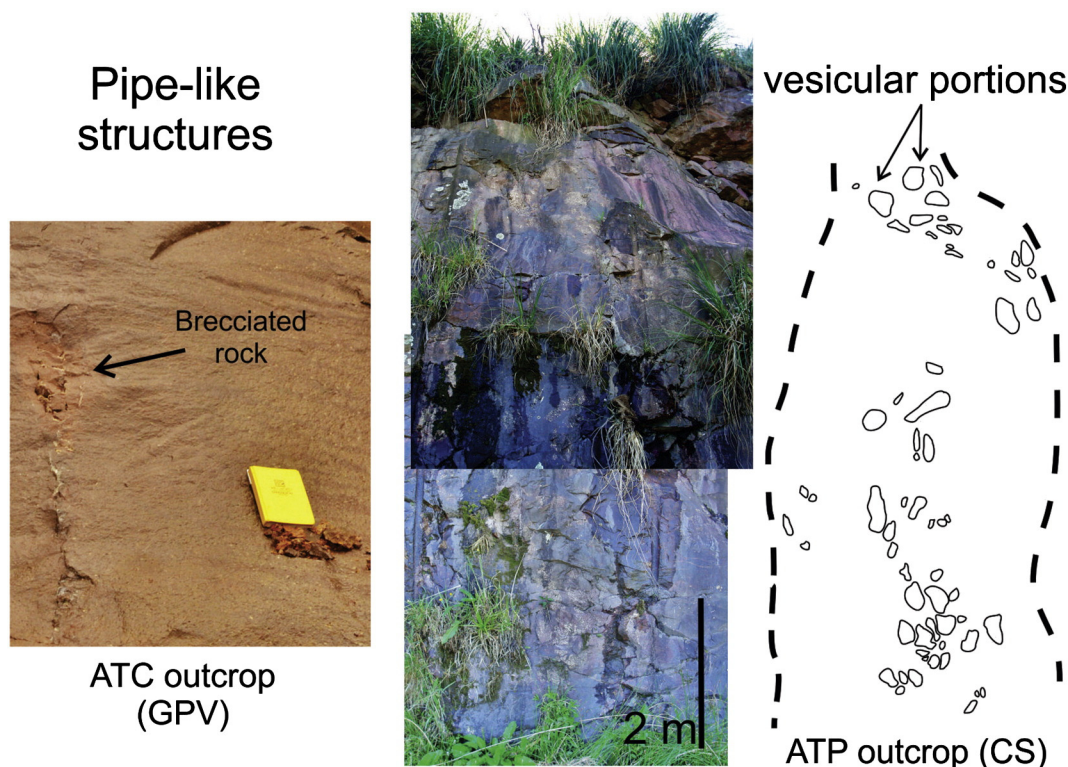 Pipe-like
structures
Brecciated
rock
ATC outcrop
(GPV)
2 m
vesicular portions
ATP outcrop (CS)